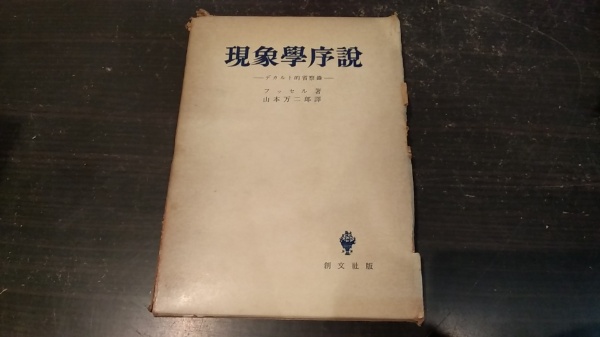 現象學序說
―デカルト的省察錄―
フッセル 著
山本万二郎譯
創文社版